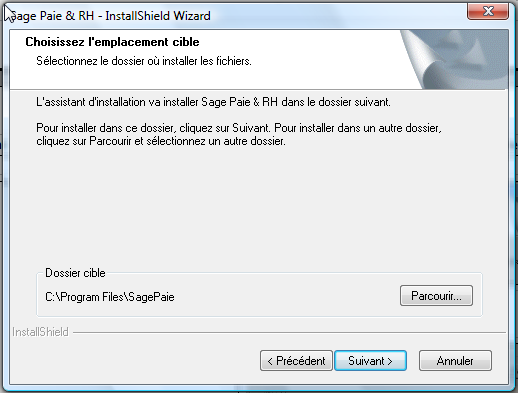 Sage Paie & RH - InstallShield Wizard
Choisissez l'emplacement cible
Sélectionnez le dossier où installer les fichiers.
L'assistant d'installation va installer Sage Paie & RH dans le dossier suivant.
Pour installer dans ce dossier, cliquez sur Suivant. Pour installer dans un autre dossier,
cliquez sur Parcourir et sélectionnez un autre dossier.
Dossier cible
C:\Program Files\SagePaie
Parcourir...
InstallShield
< Précédent
Suivant >
Annuler